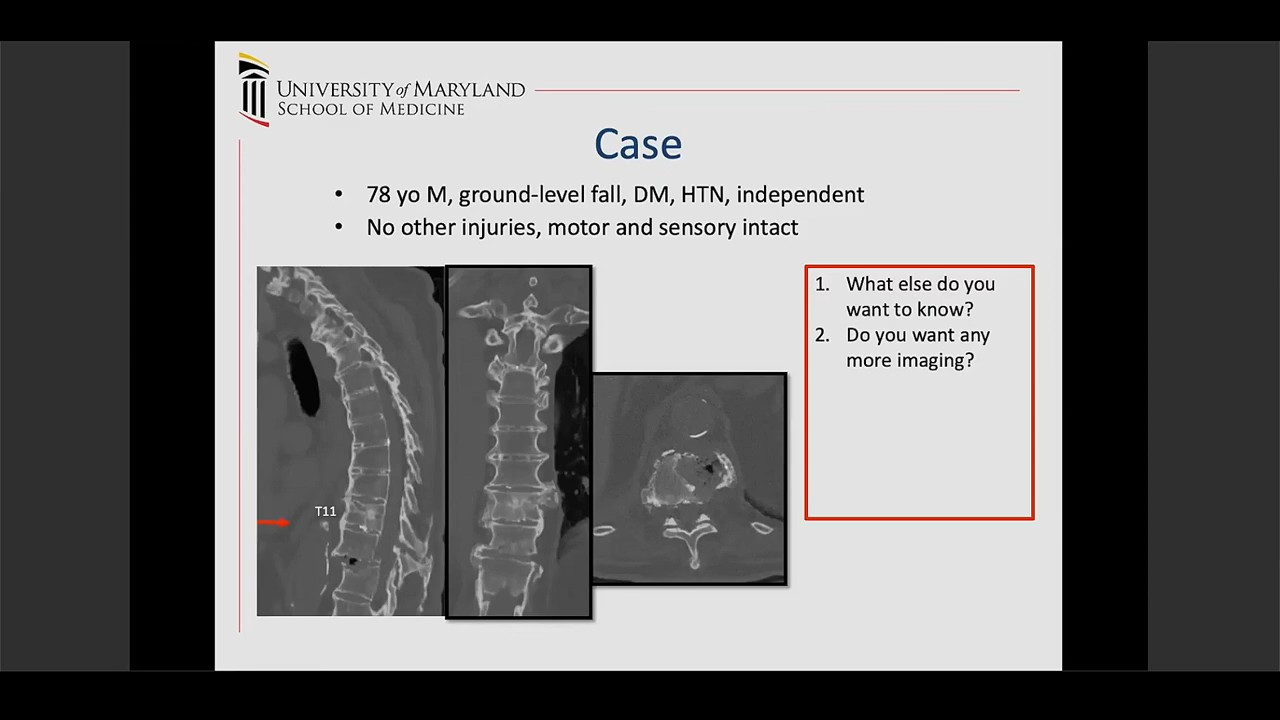 UNIVERSITY of MARYLAND
SCHOOL OF MEDICINE
Case
• 78 yo M, ground-level fall, DM, HTN, independent
• No other injuries, motor and sensory intact
1. What else do you
want to know?
2. Do you want any
more imaging?
T11